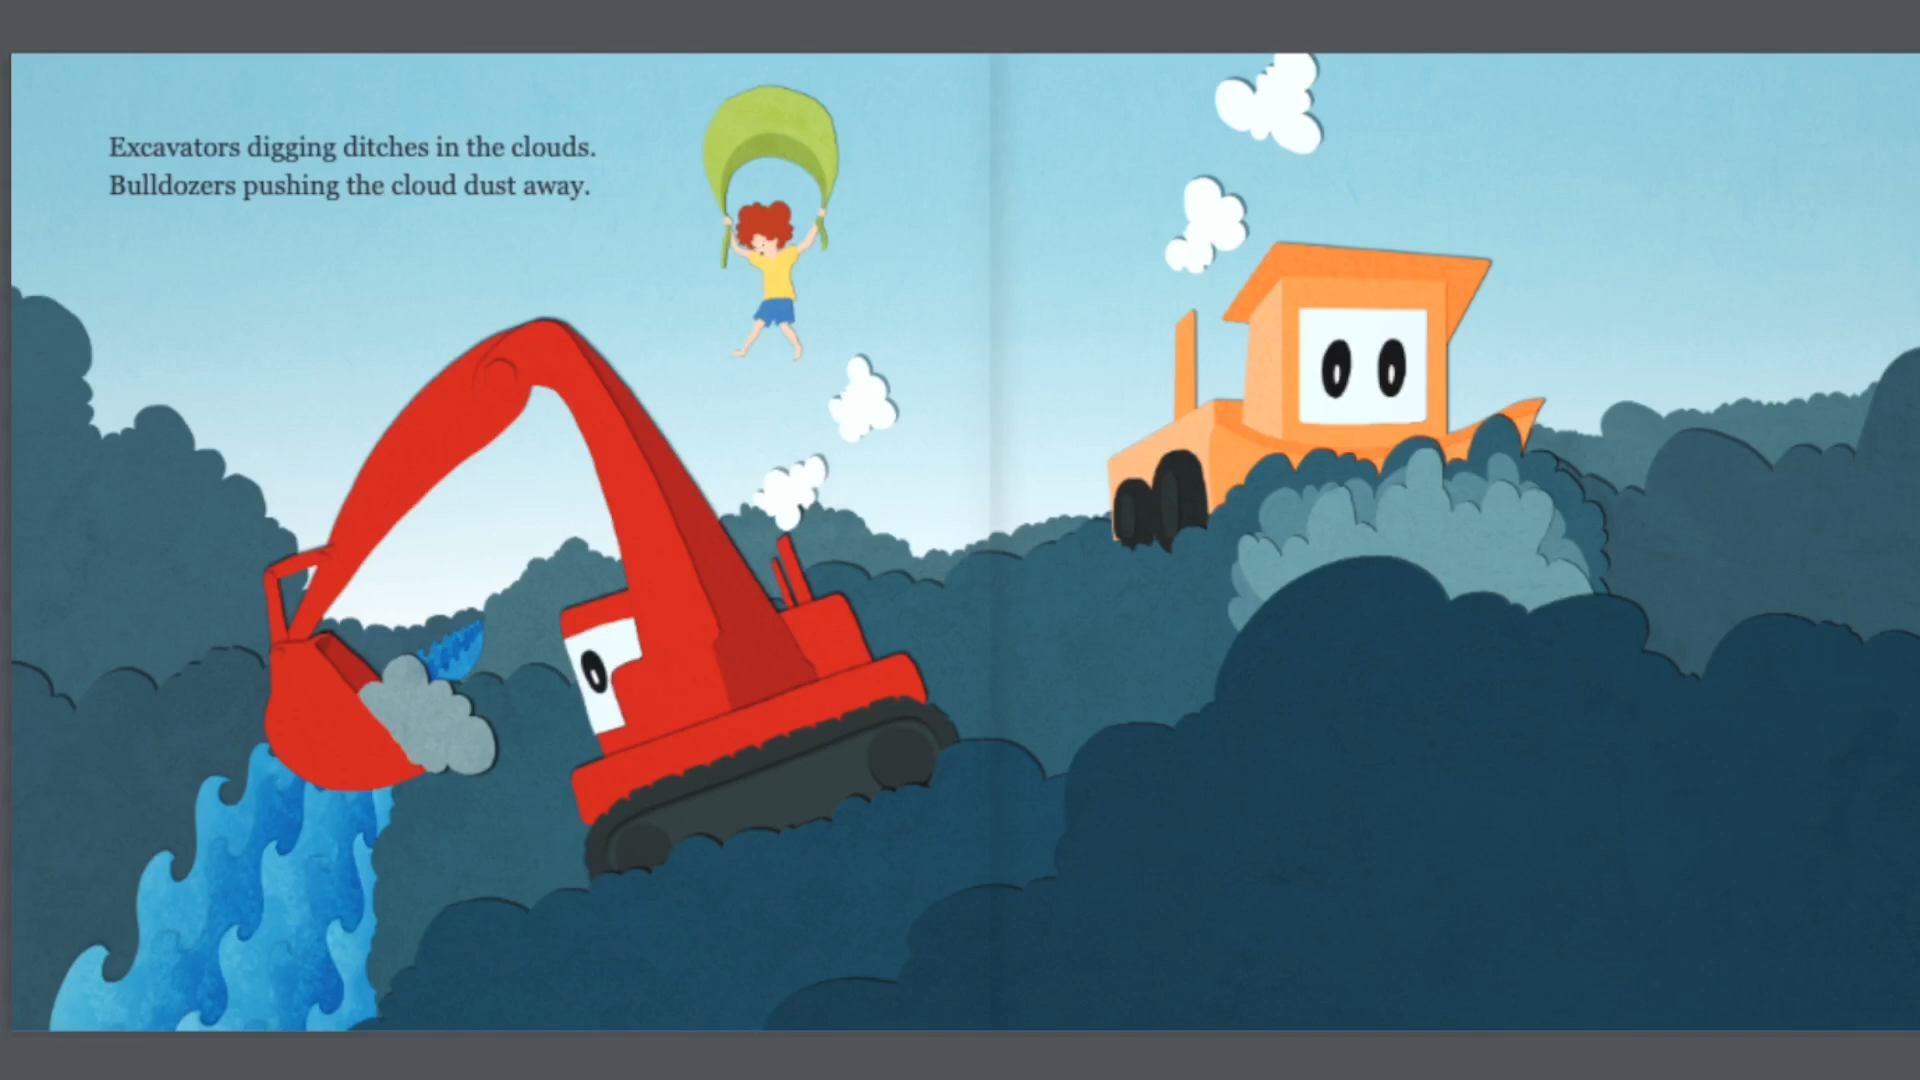 Excavators digging ditches in the clouds.
Bulldozers pushing the cloud dust away.